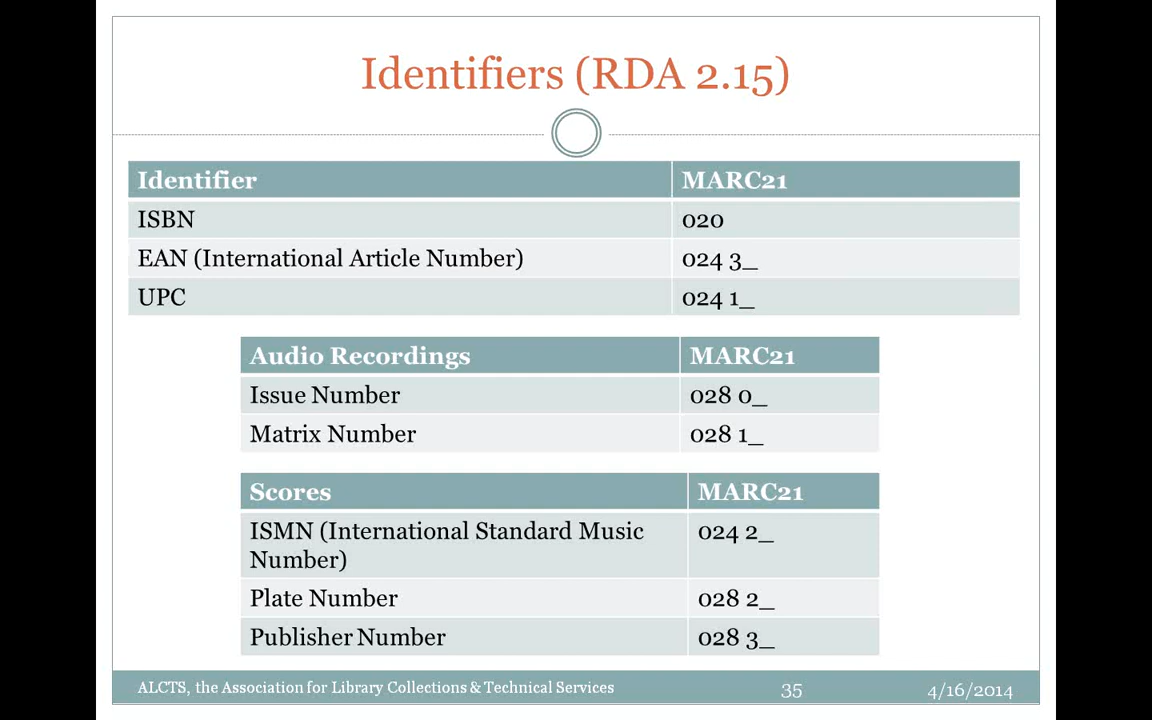 Identifiers (RDA 2.15)
Identifier MARC21
ISBN 020
EAN (International Article Number) 024 3_
UPC 024 1_
Audio Recordings MARC21
Issue Number 028 0_
Matrix Number 028 1_
Scores MARC21
ISMN (International Standard Music 024 2_
Number)
Plate Number 028 2_
Publisher Number 028 3_
ALCTS, the Association for Library Collections & Technical Services 35 4/16/2014